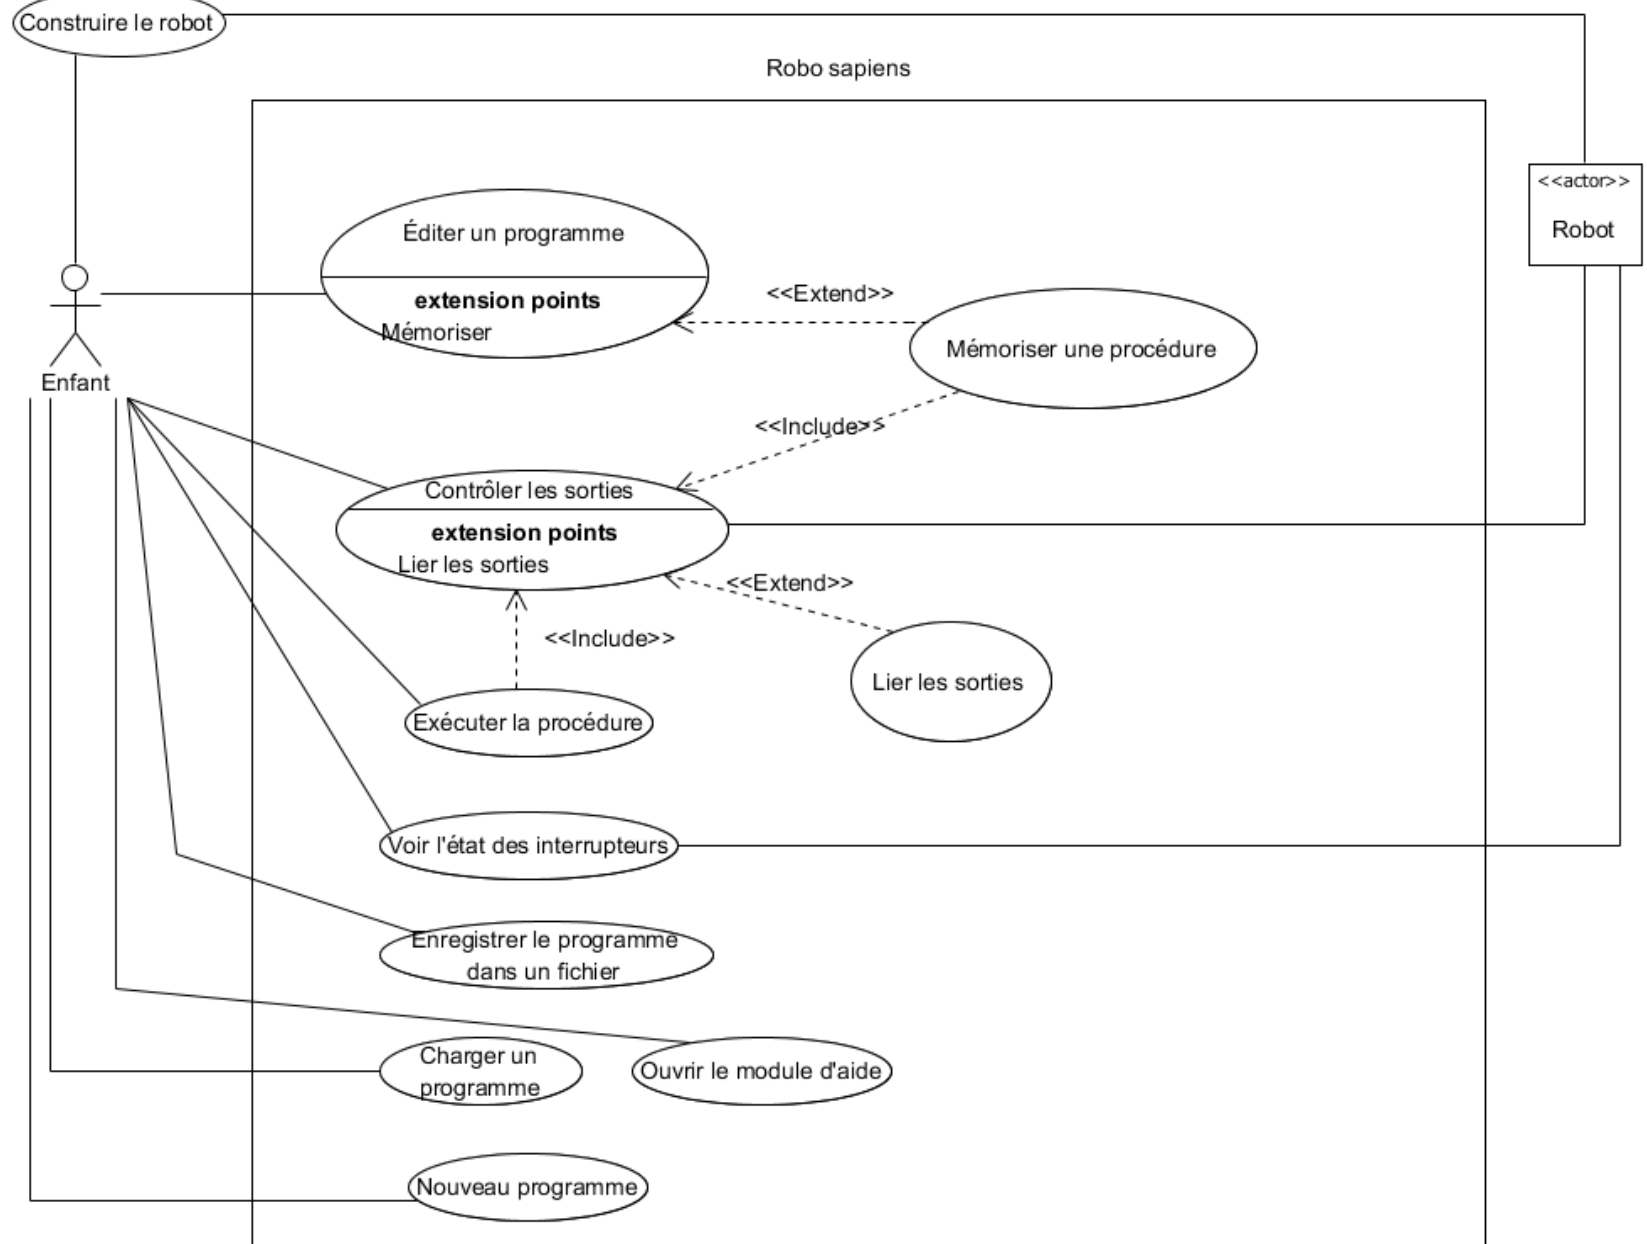 Construire le robot
Robo sapiens
<<actor>>
Robot
Éditer un programme
extension points
Mémoriser
<<Extend>>
Mémoriser une procédure
Enfant
<<Include>>
Contrôler les sorties
extension points
Lier les sorties
<<Extend>>
<<Include>>
Lier les sorties
Exécuter la procédure
Voir l'état des interrupteurs
Enregistrer le programme
dans un fichier
Charger un
programme
Ouvrir le module d'aide
Nouveau programme